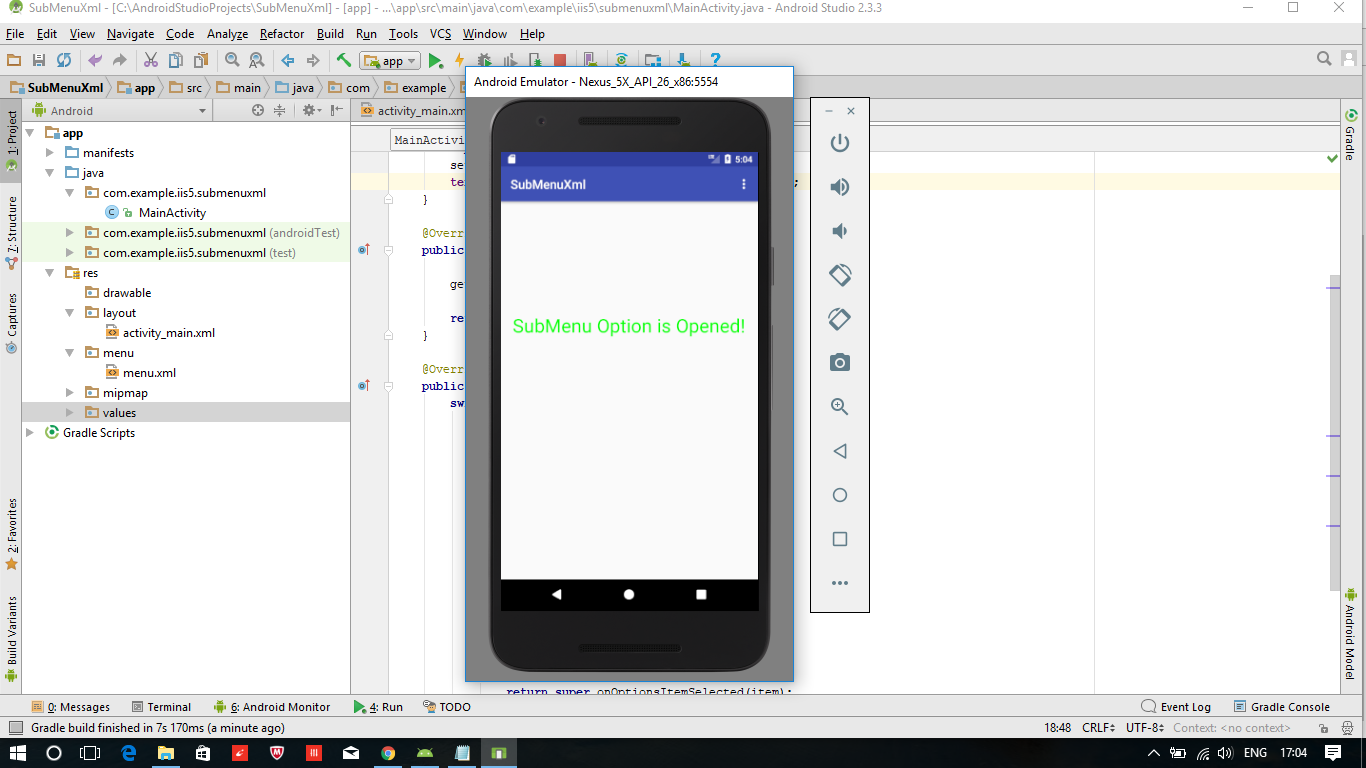 SubMenuXml - [C:\AndroidStudioProjects\SubMenuXml] - [app] - ...\app\src\main\java\com\example\iis5\submenuxml\MainActivity.java - Android Studio 2.3.3
File Edit View Navigate Code Analyze Refactor Build Run Tools VCS Window Help
app
SubMenuXml app src main java com example
Android Emulator - Nexus_5X_API_26_x86:5554
Android
activity_main.xm
1: Project
7: Structure
Captures
2: Favorites
Build Variants
app
manifests
java
com.example.iis5.submenuxml
MainActivity
com.example.iis5.submenuxml (androidTest)
com.example.iis5.submenuxml (test)
res
drawable
layout
activity_main.xml
menu
menu.xml
mipmap
values
Gradle Scripts
MainActivi
se
te ;
}
@Overr
public
ge
re
}
@Overr
public
sw
return super.onOptionsItemSelected(item);
5:04
SubMenuXml
SubMenu Option is Opened!
Gradle
Android Model
0: Messages Terminal 6: Android Monitor 4: Run TODO Event Log Gradle Console
Gradle build finished in 7s 170ms (a minute ago) 18:48 CRLF UTF-8 Context: <no context>
ENG 17:04